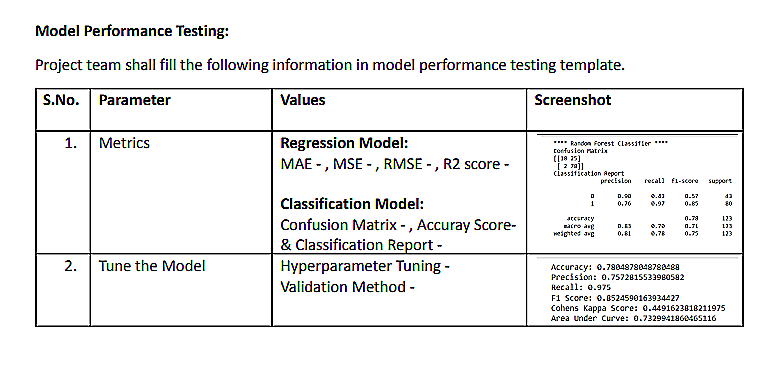 Model Performance Testing:
Project team shall fill the following information in model performance testing template.
S.No. Parameter Values Screenshot
1. Metrics Regression Model:
MAE - , MSE - , RMSE - , R2 score -
Classification Model:
Confusion Matrix - , Accuray Score-
& Classification Report -
**** Random Forest Classifier ****
Confusion Matrix
[[18 25]
[ 2 78]]
Classification Report
precision recall f1-score support
0 0.90 0.57 43
1 0.76 0.97 0.85 80
accuracy 0.78 123
macro avg 0.83 0.70 0.71 123
weighted avg 0.81 0.78 0.75 123
2. Tune the Model Hyperparameter Tuning -
Validation Method -
Accuracy: 0.7804878048780488
Precision: 0.7572815533980582
Recall: 0.975
F1 Score: 0.8524590163934427
Cohens Kappa Score: 0.4491623818211975
Area Under Curve: 0.7329941860465116